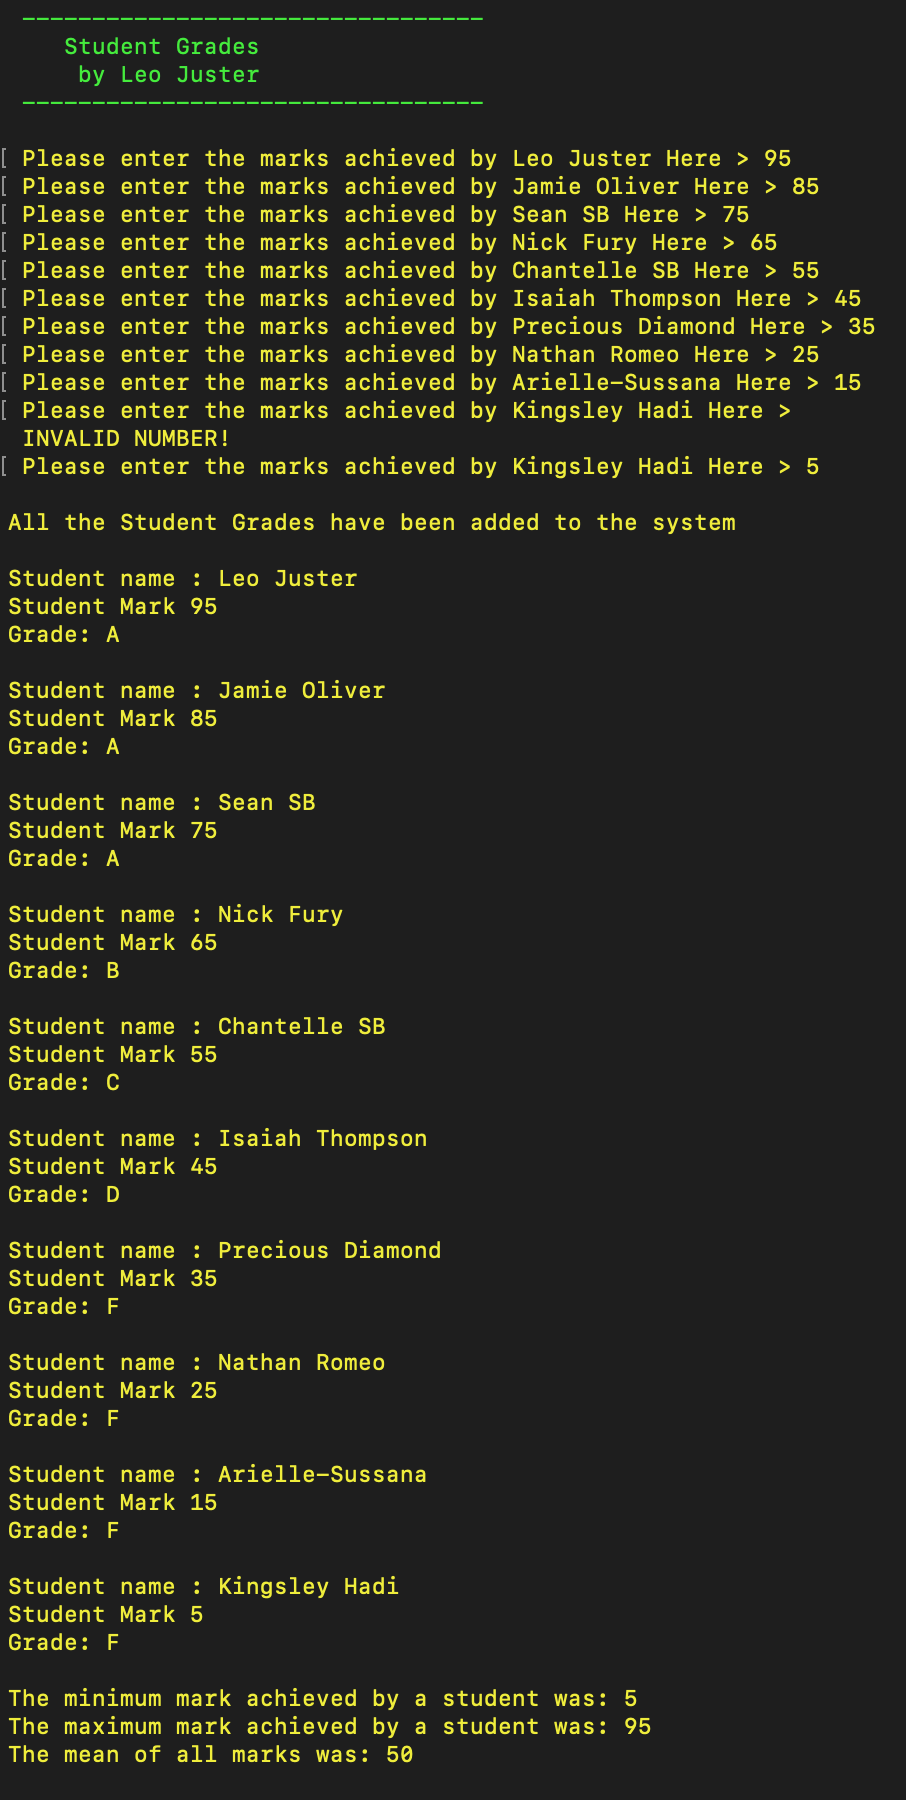 ---------------------------------
Student Grades
by Leo Juster
---------------------------------
[ Please enter the marks achieved by Leo Juster Here > 95
[ Please enter the marks achieved by Jamie Oliver Here > 85
[ Please enter the marks achieved by Sean SB Here > 75
[ Please enter the marks achieved by Nick Fury Here > 65
[ Please enter the marks achieved by Chantelle SB Here > 55
[ Please enter the marks achieved by Isaiah Thompson Here > 45
[ Please enter the marks achieved by Precious Diamond Here > 35
[ Please enter the marks achieved by Nathan Romeo Here > 25
[ Please enter the marks achieved by Arielle-Sussana Here > 15
[ Please enter the marks achieved by Kingsley Hadi Here >
INVALID NUMBER!
[ Please enter the marks achieved by Kingsley Hadi Here > 5
All the Student Grades have been added to the system
Student name : Leo Juster
Student Mark 95
Grade: A
Student name : Jamie Oliver
Student Mark 85
Grade: A
Student name : Sean SB
Student Mark 75
Grade: A
Student name : Nick Fury
Student Mark 65
Grade: B
Student name : Chantelle SB
Student Mark 55
Grade: C
Student name : Isaiah Thompson
Student Mark 45
Grade: D
Student name : Precious Diamond
Student Mark 35
Grade: F
Student name : Nathan Romeo
Student Mark 25
Grade: F
Student name : Arielle-Sussana
Student Mark 15
Grade: F
Student name : Kingsley Hadi
Student Mark 5
Grade: F
The minimum mark achieved by a student was: 5
The maximum mark achieved by a student was: 95
The mean of all marks was: 50